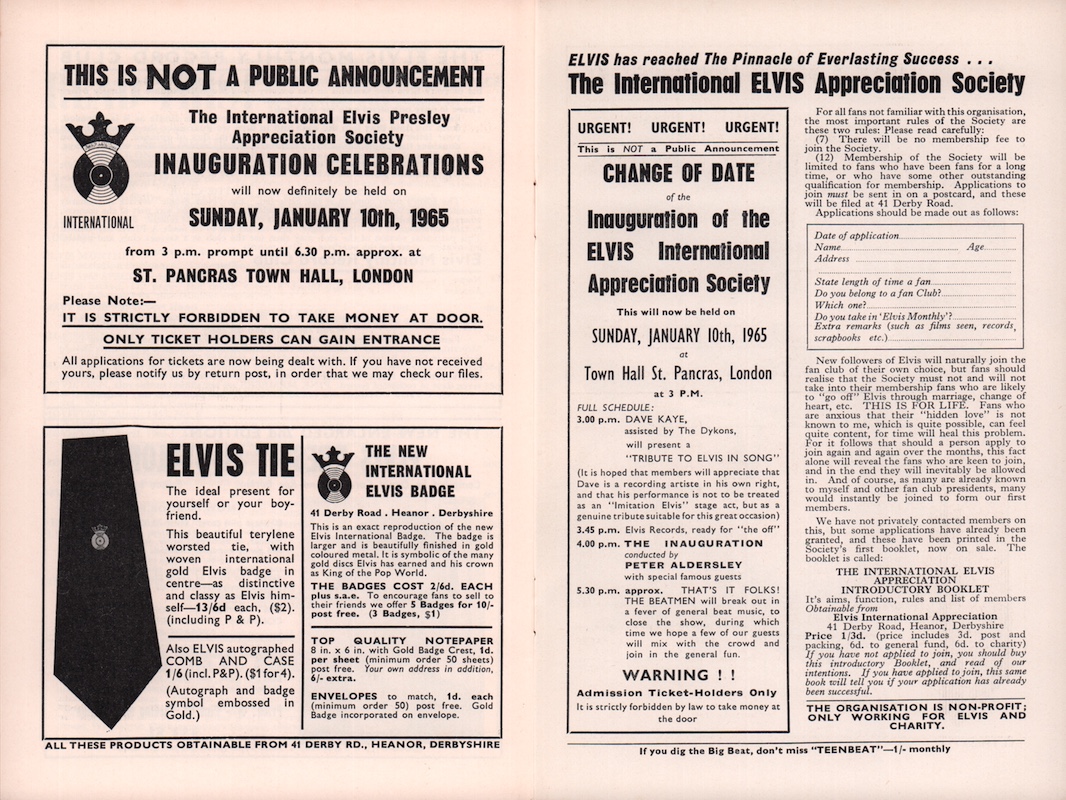 THIS IS NOT A PUBLIC ANNOUNCEMENT
INTERNATIONAL
The International Elvis Presley
Appreciation Society
INAUGURATION CELEBRATIONS
will now definitely be held on
SUNDAY, JANUARY 10th, 1965
from 3 p.m. prompt until 6.30 p.m. approx. at
ST. PANCRAS TOWN HALL, LONDON
Please Note:—
IT IS STRICTLY FORBIDDEN TO TAKE MONEY AT DOOR.
ONLY TICKET HOLDERS CAN GAIN ENTRANCE
All applications for tickets are now being dealt with. If you have not received
yours, please notify us by return post, in order that we may check our files.
ELVIS TIE
The ideal present for
yourself or your boy-
friend.
This beautiful terylene
worsted tie, with
woven international
gold Elvis badge in
centre—as distinctive
and classy as Elvis him-
self—13/6d each, ($2).
(including P & P).
Also ELVIS autographed
COMB AND CASE
1/6 (incl. P&P). ($1 for 4).
(Autograph and badge
symbol embossed in
Gold.)
THE NEW
INTERNATIONAL
ELVIS BADGE
41 Derby Road . Heanor . Derbyshire
This is an exact reproduction of the new
Elvis International Badge. The badge is
larger and is beautifully finished in gold
coloured metal. It is symbolic of the many
gold discs Elvis has earned and his crown
as King of the Pop World.
THE BADGES COST 2/6d. EACH
plus s.a.e. To encourage fans to sell to
their friends we offer 5 Badges for 10/-
post free. (3 Badges, $1)
TOP QUALITY NOTEPAPER
8 in. x 6 in. with Gold Badge Crest, 1d.
per sheet (minimum order 50 sheets)
post free. Your own address in addition,
6/- extra.
ENVELOPES to match, 1d. each
(minimum order 50) post free. Gold
Badge incorporated on envelope.
ALL THESE PRODUCTS OBTAINABLE FROM 41 DERBY RD., HEANOR, DERBYSHIRE
ELVIS has reached The Pinnacle of Everlasting Success . . .
The International ELVIS Appreciation Society
URGENT! URGENT! URGENT!
This is NOT a Public Announcement
CHANGE OF DATE
of the
Inauguration of the
ELVIS International
Appreciation Society
This will now be held on
SUNDAY, JANUARY 10th, 1965
at
Town Hall St. Pancras, London
at 3 P.M.
FULL SCHEDULE:
3.00 p.m. DAVE KAYE,
assisted by The Dykons,
will present a
"TRIBUTE TO ELVIS IN SONG"
(It is hoped that members will appreciate that
Dave is a recording artiste in his own right,
and that his performance is not to be treated
as an "Imitation Elvis" stage act, but as a
genuine tribute suitable for this great occasion)
3.45 p.m. Elvis Records, ready for "the off"
4.00 p.m. THE INAUGURATION
conducted by
PETER ALDERSLEY
with special famous guests
5.30 p.m. approx. THAT'S IT FOLKS!
THE BEATMEN will break out in
a fever of general beat music, to
close the show, during which
time we hope a few of our guests
will mix with the crowd and
join in the general fun.
WARNING ! !
Admission Ticket-Holders Only
It is strictly forbidden by law to take money at
the door
For all fans not familiar with this organisation,
the most important rules of the Society are
these two rules: Please read carefully:
(7) There will be no membership fee to
join the Society.
(12) Membership of the Society will be
limited to fans who have been fans for a long
time, or who have some other outstanding
qualification for membership. Applications to
join must be sent in on a postcard, and these
will be filed at 41 Derby Road.
Applications should be made out as follows:
Date of application
Name Age
Address
State length of time a fan
Do you belong to a fan Club?
Which one?
Do you take in 'Elvis Monthly'?
Extra remarks (such as films seen, records,
scrapbooks etc.)
New followers of Elvis will naturally join the
fan club of their own choice, but fans should
realise that the Society must not and will not
take into their membership fans who are likely
to "go off" Elvis through marriage, change of
heart, etc. THIS IS FOR LIFE. Fans who
are anxious that their "hidden love" is not
known to me, which is quite possible, can feel
quite content, for time will heal this problem.
For it follows that should a person apply to
join again and again over the months, this fact
alone will reveal the fans who are keen to join,
and in the end they will inevitably be allowed
in. And of course, as many are already known
to myself and other fan club presidents, many
would instantly be joined to form our first
members.
We have not privately contacted members on
this, but some applications have already been
granted, and these have been printed in the
Society's first booklet, now on sale. The
booklet is called:
THE INTERNATIONAL ELVIS
APPRECIATION
INTRODUCTORY BOOKLET
It's aims, function, rules and list of members
Obtainable from
Elvis International Appreciation
41 Derby Road, Heanor, Derbyshire
Price 1/3d. (price includes 3d. post and
packing, 6d. to general fund, 6d. to charity)
If you have not applied to join, you should buy
this introductory Booklet, and read of our
intentions. If you have applied to join, this same
book will tell you if your application has already
been successful.
THE ORGANISATION IS NON-PROFIT;
ONLY WORKING FOR ELVIS AND
CHARITY.
If you dig the Big Beat, don't miss "TEENBEAT"—1/- monthly